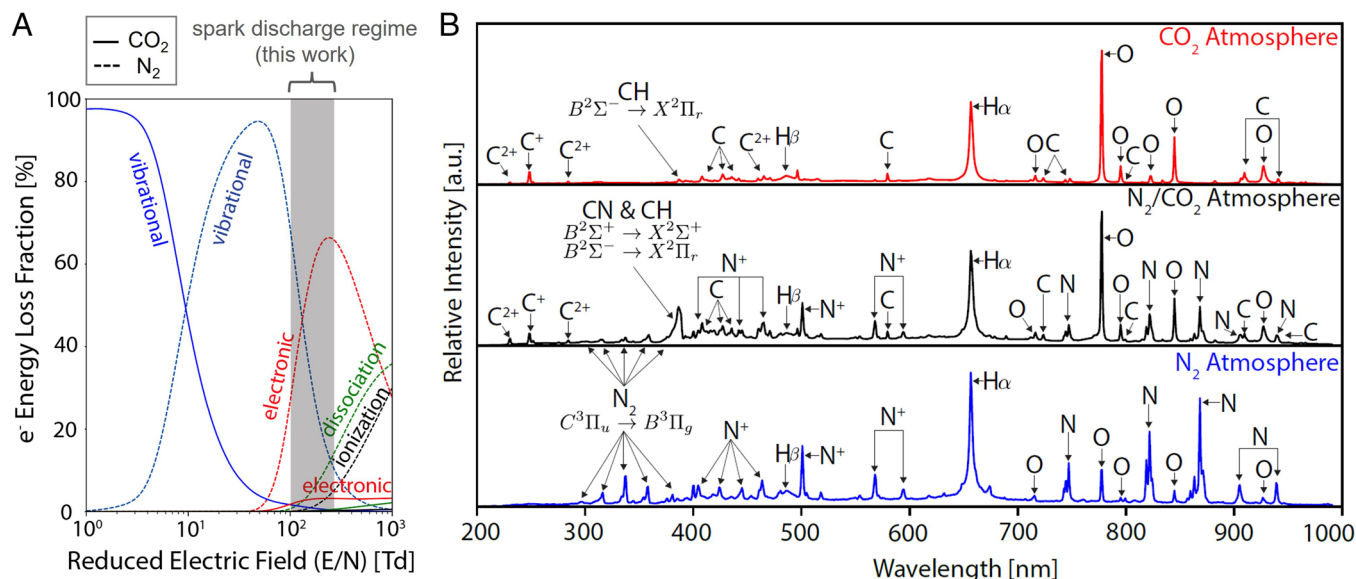 A
CO₂
N₂
spark discharge regime
(this work)
e⁻ Energy Loss Fraction [%]
100
80
60
40
20
0
vibrational
vibrational
electronic
dissociation
ionization
electronic
10⁰
10¹
10²
10³
Reduced Electric Field (E/N) [Td]
B
Relative Intensity [a.u.]
CO₂ Atmosphere
C²⁺
C⁺
C²⁺
CH
B²Σ⁻ → X²Πᵣ
C
C²⁺
Hβ
C
Hα
O
C
O
O
C
O
O
C
O
N₂/CO₂ Atmosphere
C²⁺
C⁺
C²⁺
CN & CH
B²Σ⁺ → X²Σ⁺
B²Σ⁻ → X²Πᵣ
N⁺
C
Hβ
N⁺
N⁺
C
Hα
O
C
N
O
O
C
N
O
N
N
C
O
N
C
N₂ Atmosphere
N₂
C³Πᵤ → B³Πg
N⁺
Hβ
N⁺
N⁺
Hα
O
N
O
O
N
O
N
N
O
200
300
400
500
600
700
800
900
1000
Wavelength [nm]